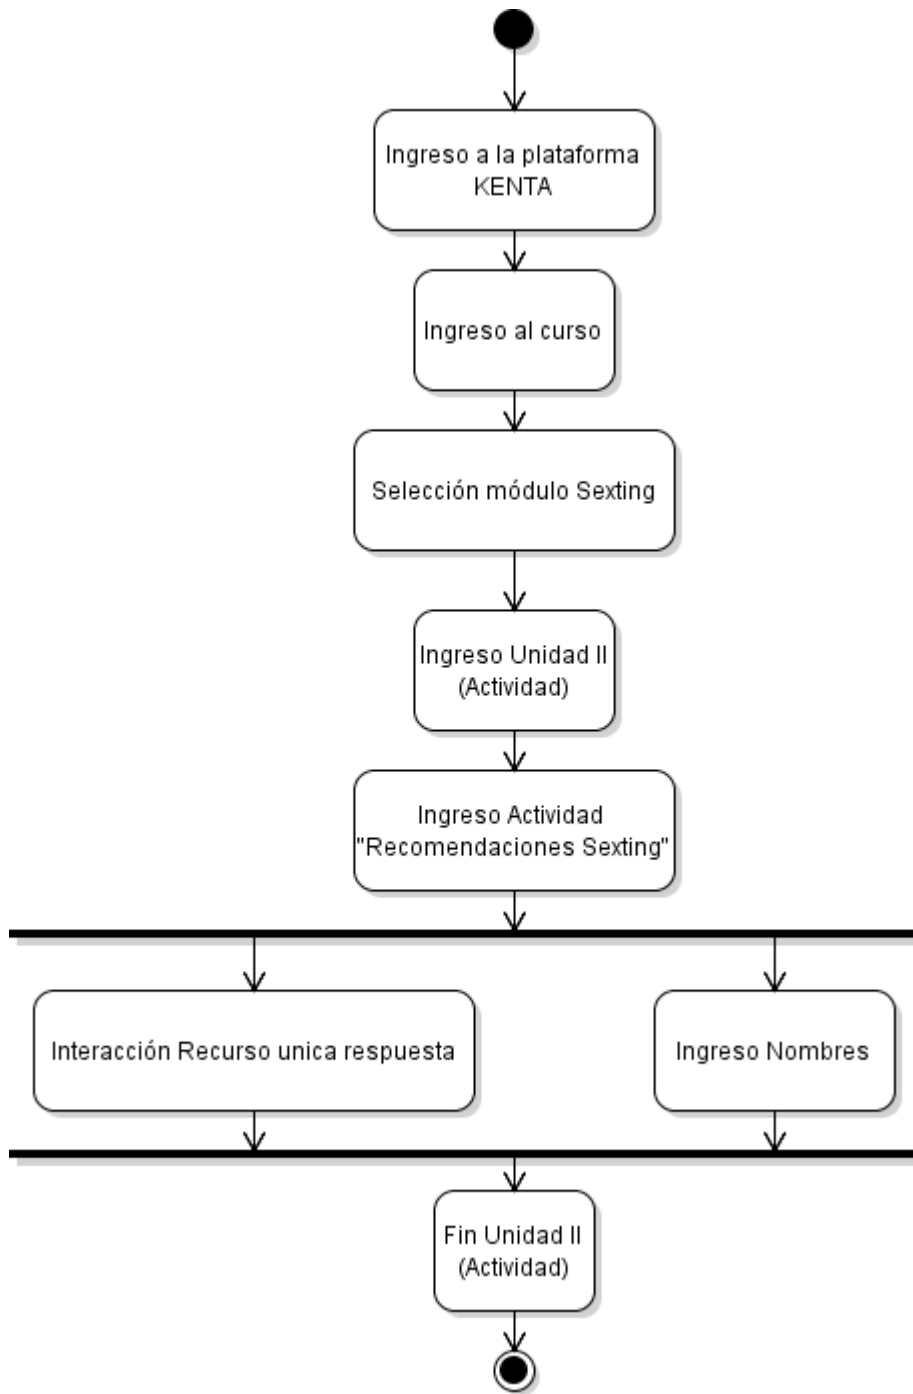 Ingreso a la plataforma
KENTA
Ingreso al curso
Selección módulo Sexting
Ingreso Unidad II
(Actividad)
Ingreso Actividad
"Recomendaciones Sexting"
Interacción Recurso unica respuesta
Ingreso Nombres
Fin Unidad II
(Actividad)